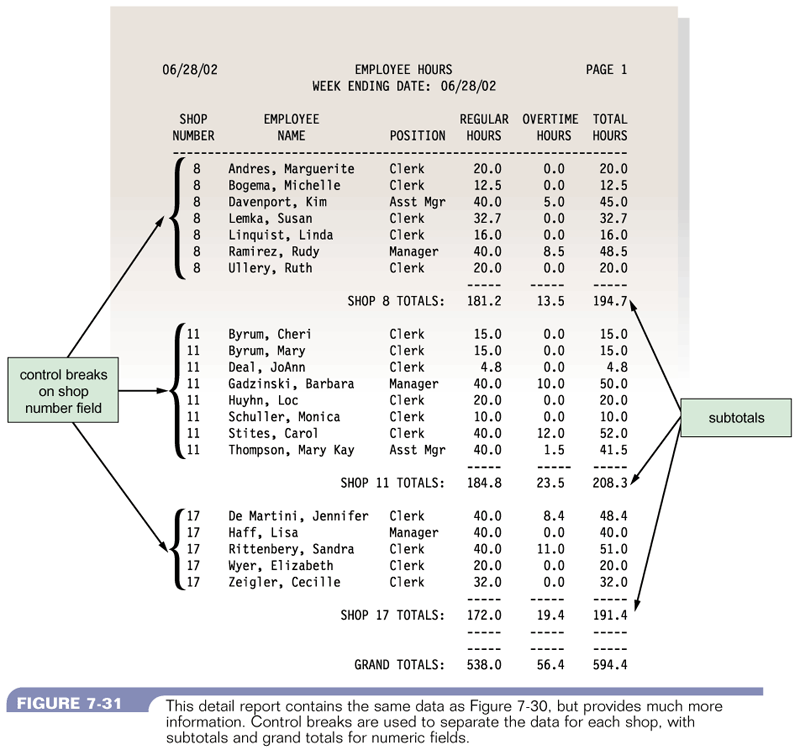 06/28/02 EMPLOYEE HOURS PAGE 1
WEEK ENDING DATE: 06/28/02
SHOP EMPLOYEE REGULAR OVERTIME TOTAL
NUMBER NAME POSITION HOURS HOURS HOURS
8 Andres, Marguerite Clerk 20.0 0.0 20.0
8 Bogema, Michelle Clerk 12.5 0.0 12.5
8 Davenport, Kim Asst Mgr 40.0 5.0 45.0
8 Lemka, Susan Clerk 32.7 0.0 32.7
8 Linquist, Linda Clerk 16.0 0.0 16.0
8 Ramirez, Rudy Manager 40.0 8.5 48.5
8 Ullery, Ruth Clerk 20.0 0.0 20.0
SHOP 8 TOTALS: 181.2 13.5 194.7
11 Byrum, Cheri Clerk 15.0 0.0 15.0
11 Byrum, Mary Clerk 15.0 0.0 15.0
11 Deal, JoAnn Clerk 4.8 0.0 4.8
11 Gadzinski, Barbara Manager 40.0 10.0 50.0
11 Huyhn, Loc Clerk 20.0 0.0 20.0
11 Schuller, Monica Clerk 10.0 0.0 10.0
11 Stites, Carol Clerk 40.0 12.0 52.0
11 Thompson, Mary Kay Asst Mgr 40.0 1.5 41.5
SHOP 11 TOTALS: 184.8 23.5 208.3
17 De Martini, Jennifer Clerk 40.0 8.4 48.4
17 Haff, Lisa Manager 40.0 0.0 40.0
17 Rittenbery, Sandra Clerk 40.0 11.0 51.0
17 Wyer, Elizabeth Clerk 20.0 0.0 20.0
17 Zeigler, Cecille Clerk 32.0 0.0 32.0
SHOP 17 TOTALS: 172.0 19.4 191.4
GRAND TOTALS: 538.0 56.4 594.4
control breaks
on shop
number field
subtotals
FIGURE 7-31 This detail report contains the same data as Figure 7-30, but provides much more
information. Control breaks are used to separate the data for each shop, with
subtotals and grand totals for numeric fields.